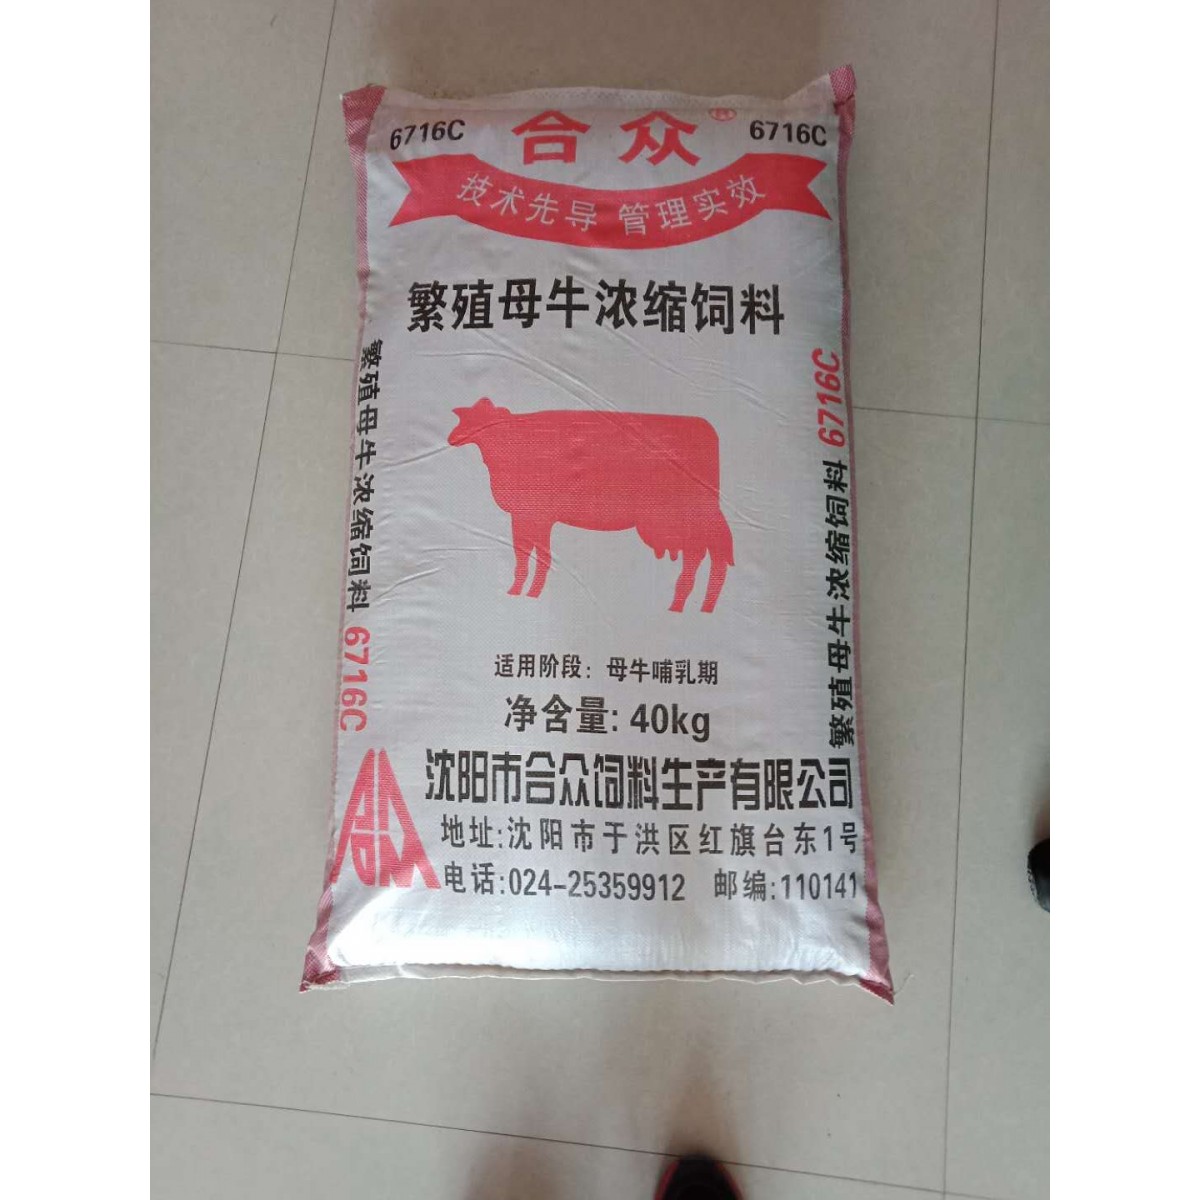 6716C 合众® 6716C
技术先导 管理实效
繁殖母牛浓缩饲料
繁殖母牛浓缩饲料 6716C
繁殖母牛浓缩饲料 6716C
适用阶段：母牛哺乳期
净含量：40kg
沈阳市合众饲料生产有限公司
地址:沈阳市于洪区红旗台东1号
电话:024-25359912 邮编:110141